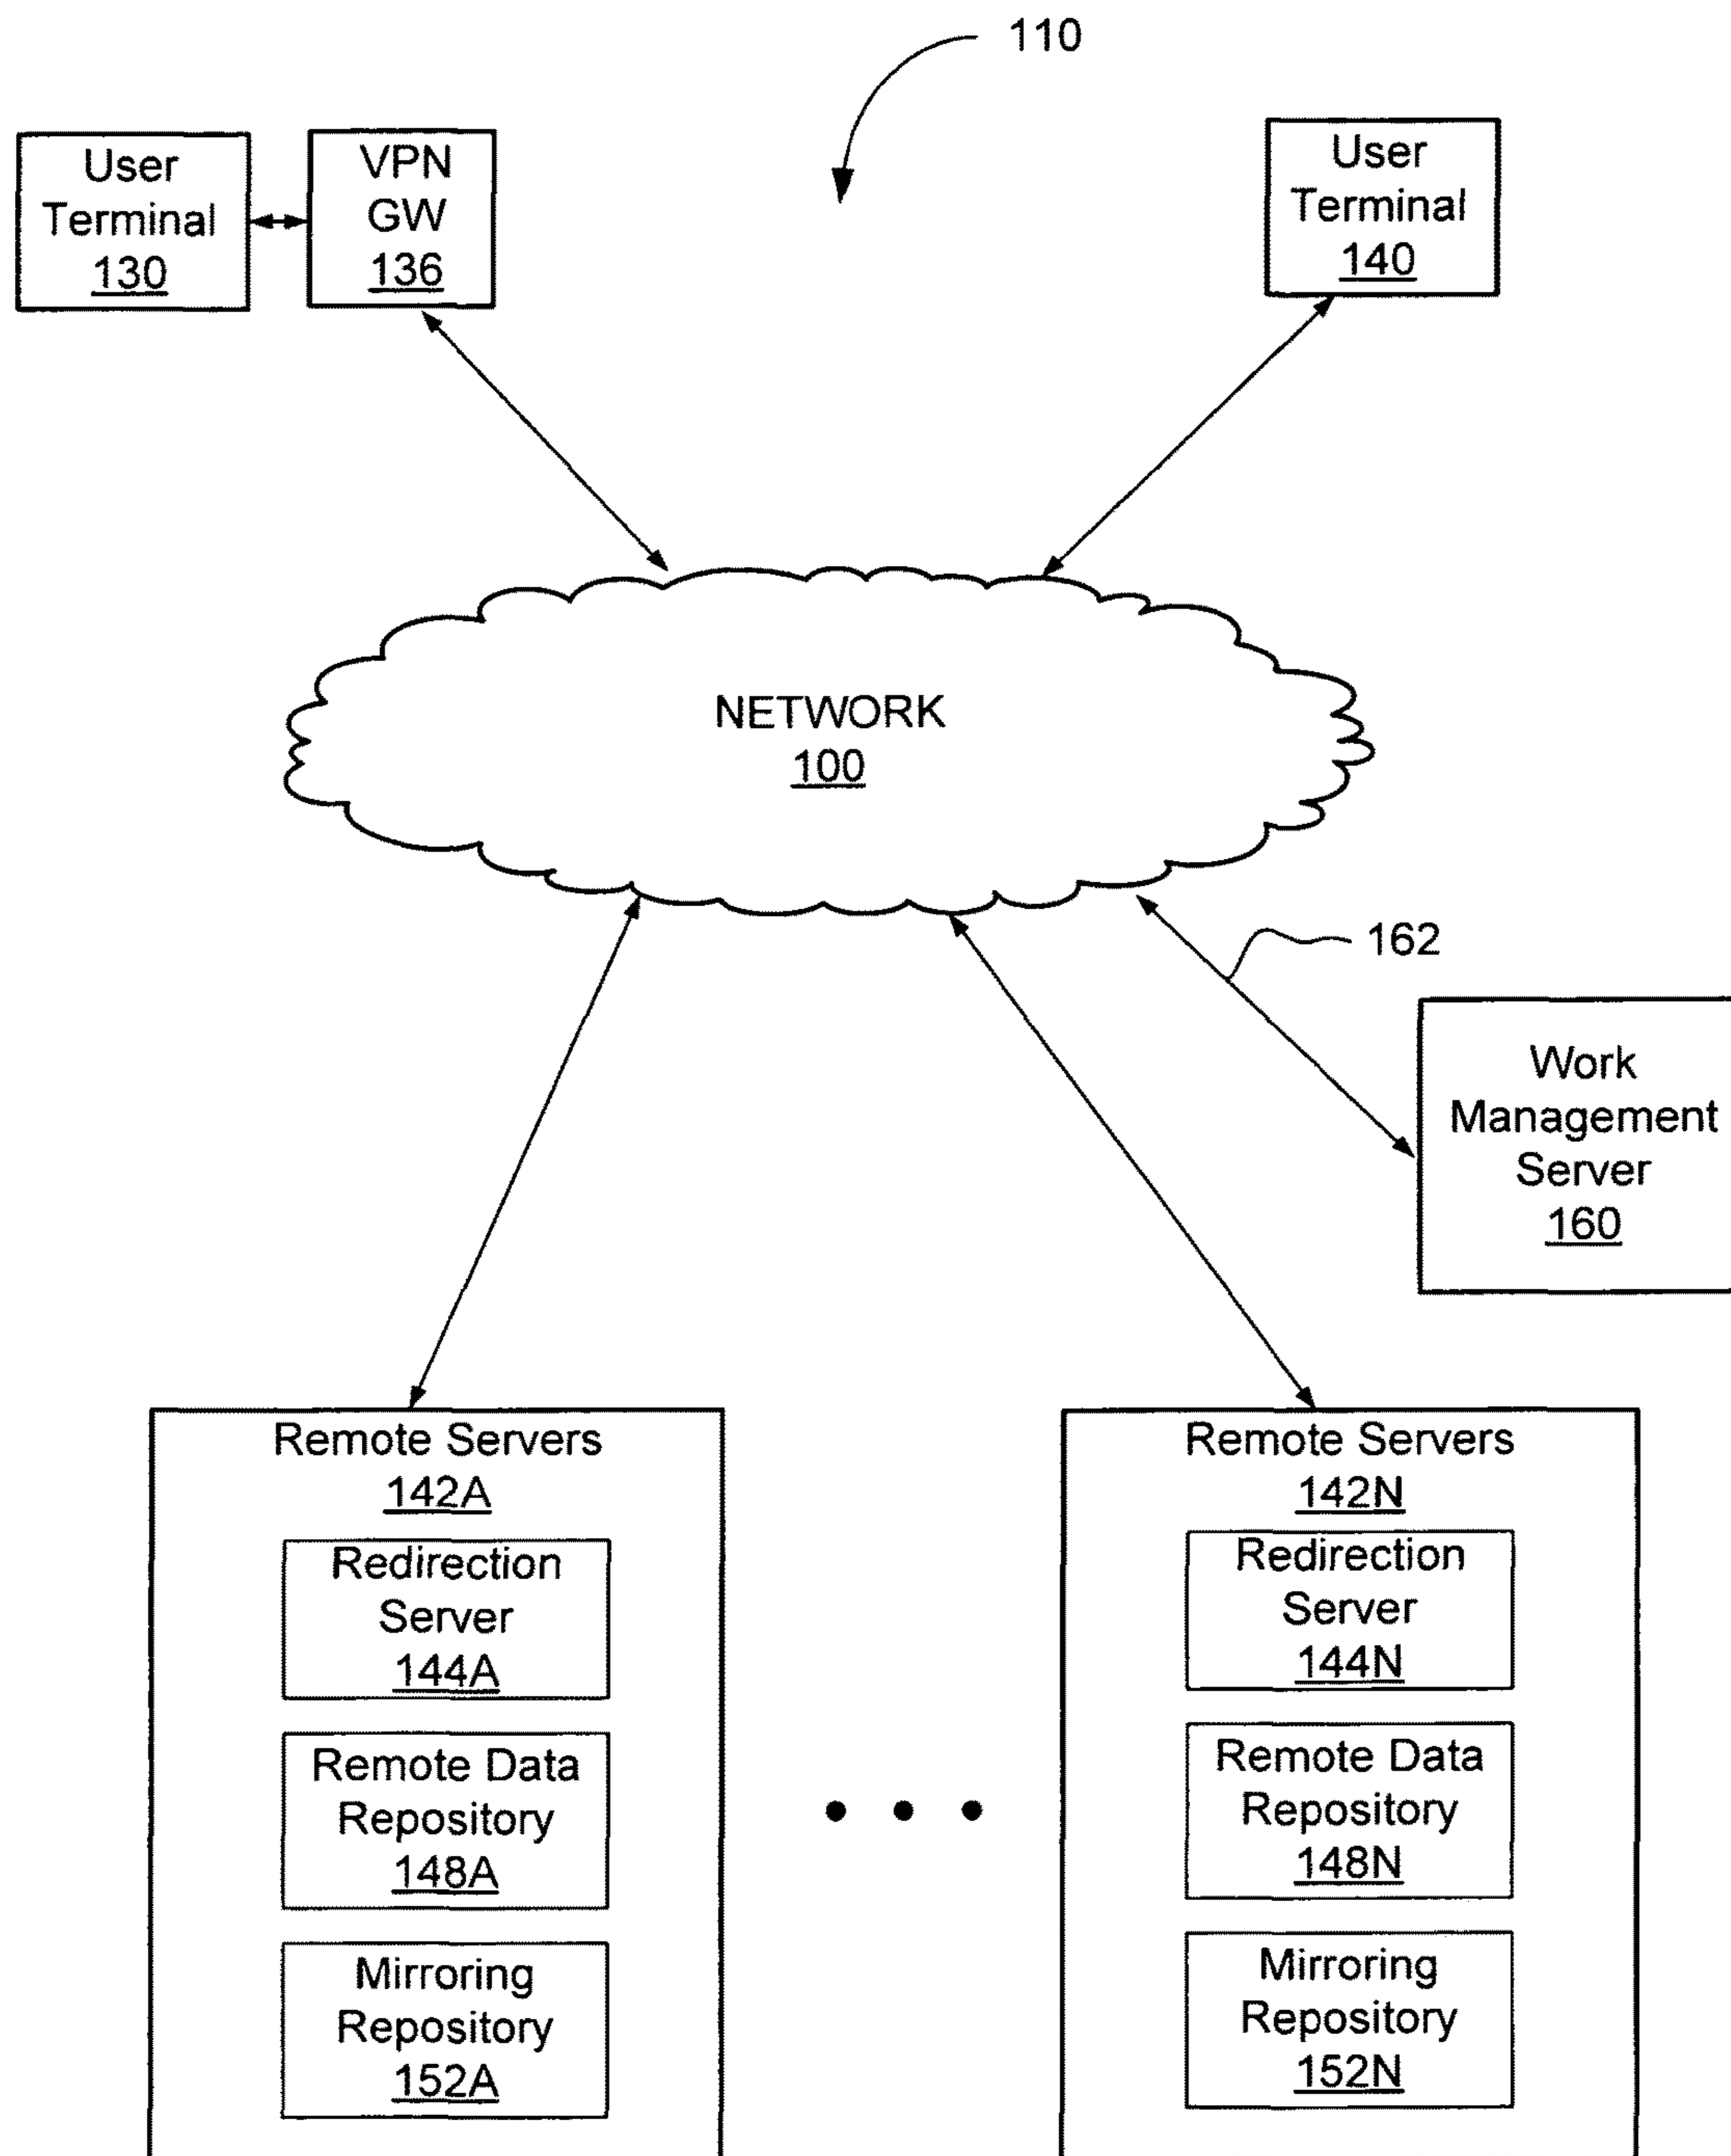 110
User
Terminal
130
VPN
GW
136
User
Terminal
140
NETWORK
100
162
Work
Management
Server
160
Remote Servers
142A
Redirection
Server
144A
Remote Data
Repository
148A
Mirroring
Repository
152A
Remote Servers
142N
Redirection
Server
144N
Remote Data
Repository
148N
Mirroring
Repository
152N